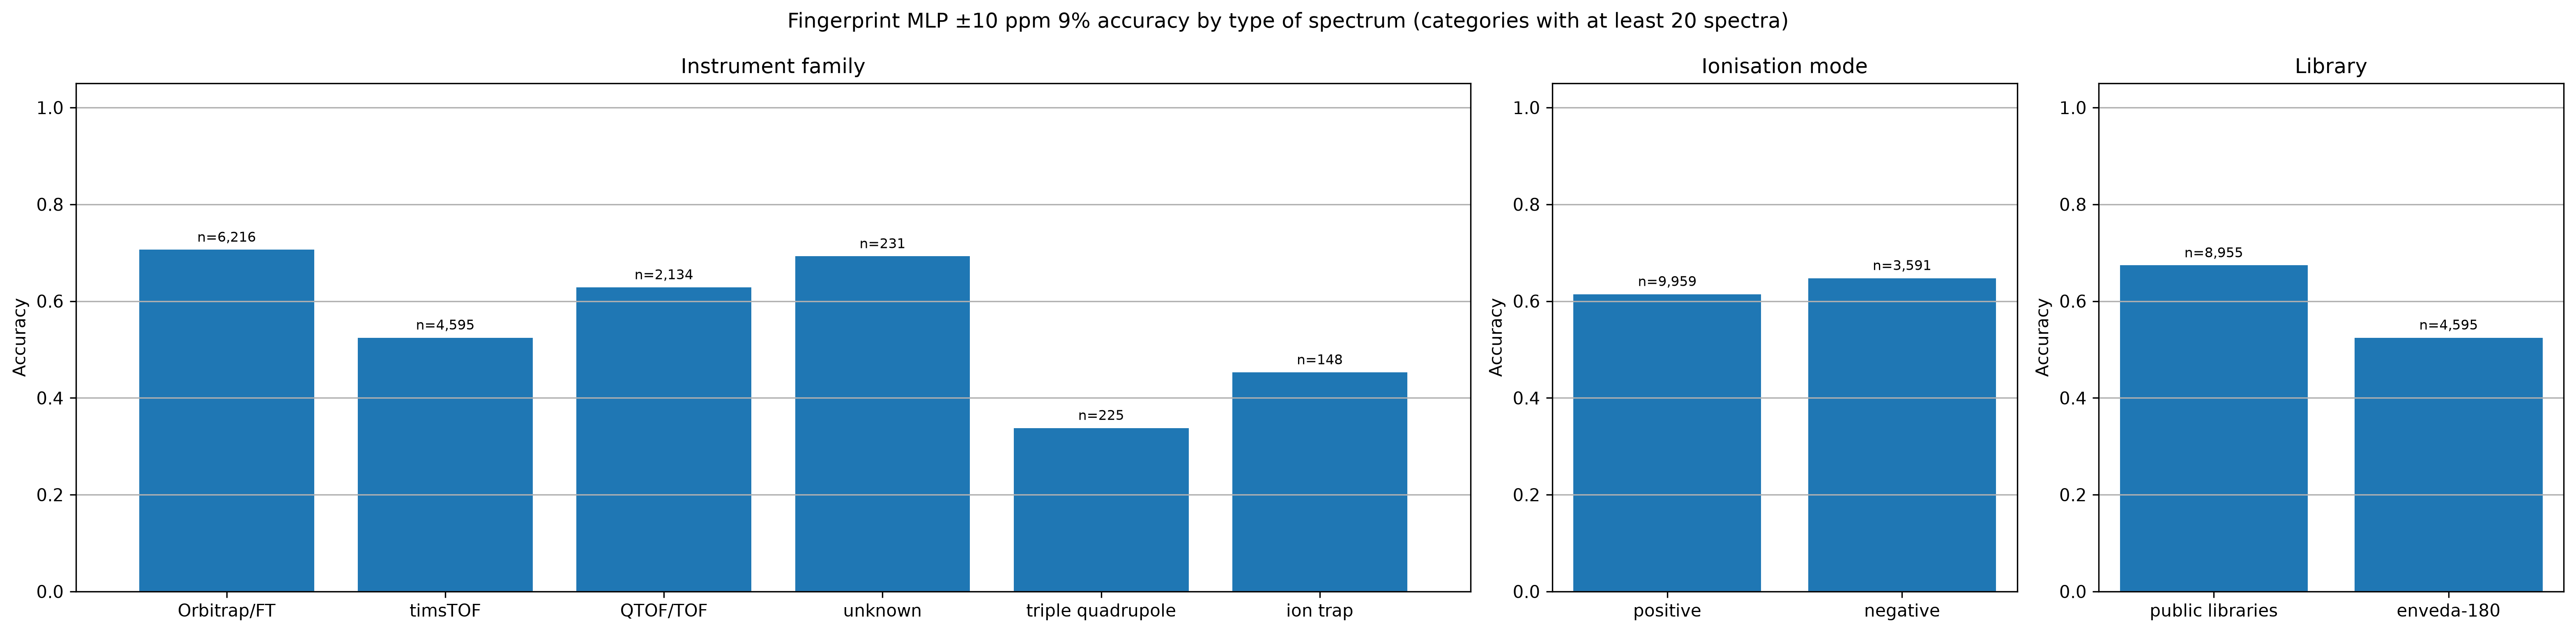 Fingerprint MLP ±10 ppm 9% accuracy by type of spectrum (categories with at least 20 spectra)
Instrument family
Accuracy
1.0
0.8
0.6
0.4
0.2
0.0
n=6,216
n=4,595
n=2,134
n=231
n=225
n=148
Orbitrap/FT
timsTOF
QTOF/TOF
unknown
triple quadrupole
ion trap
Ionisation mode
Accuracy
1.0
0.8
0.6
0.4
0.2
0.0
n=9,959
n=3,591
positive
negative
Library
Accuracy
1.0
0.8
0.6
0.4
0.2
0.0
n=8,955
n=4,595
public libraries
enveda-180